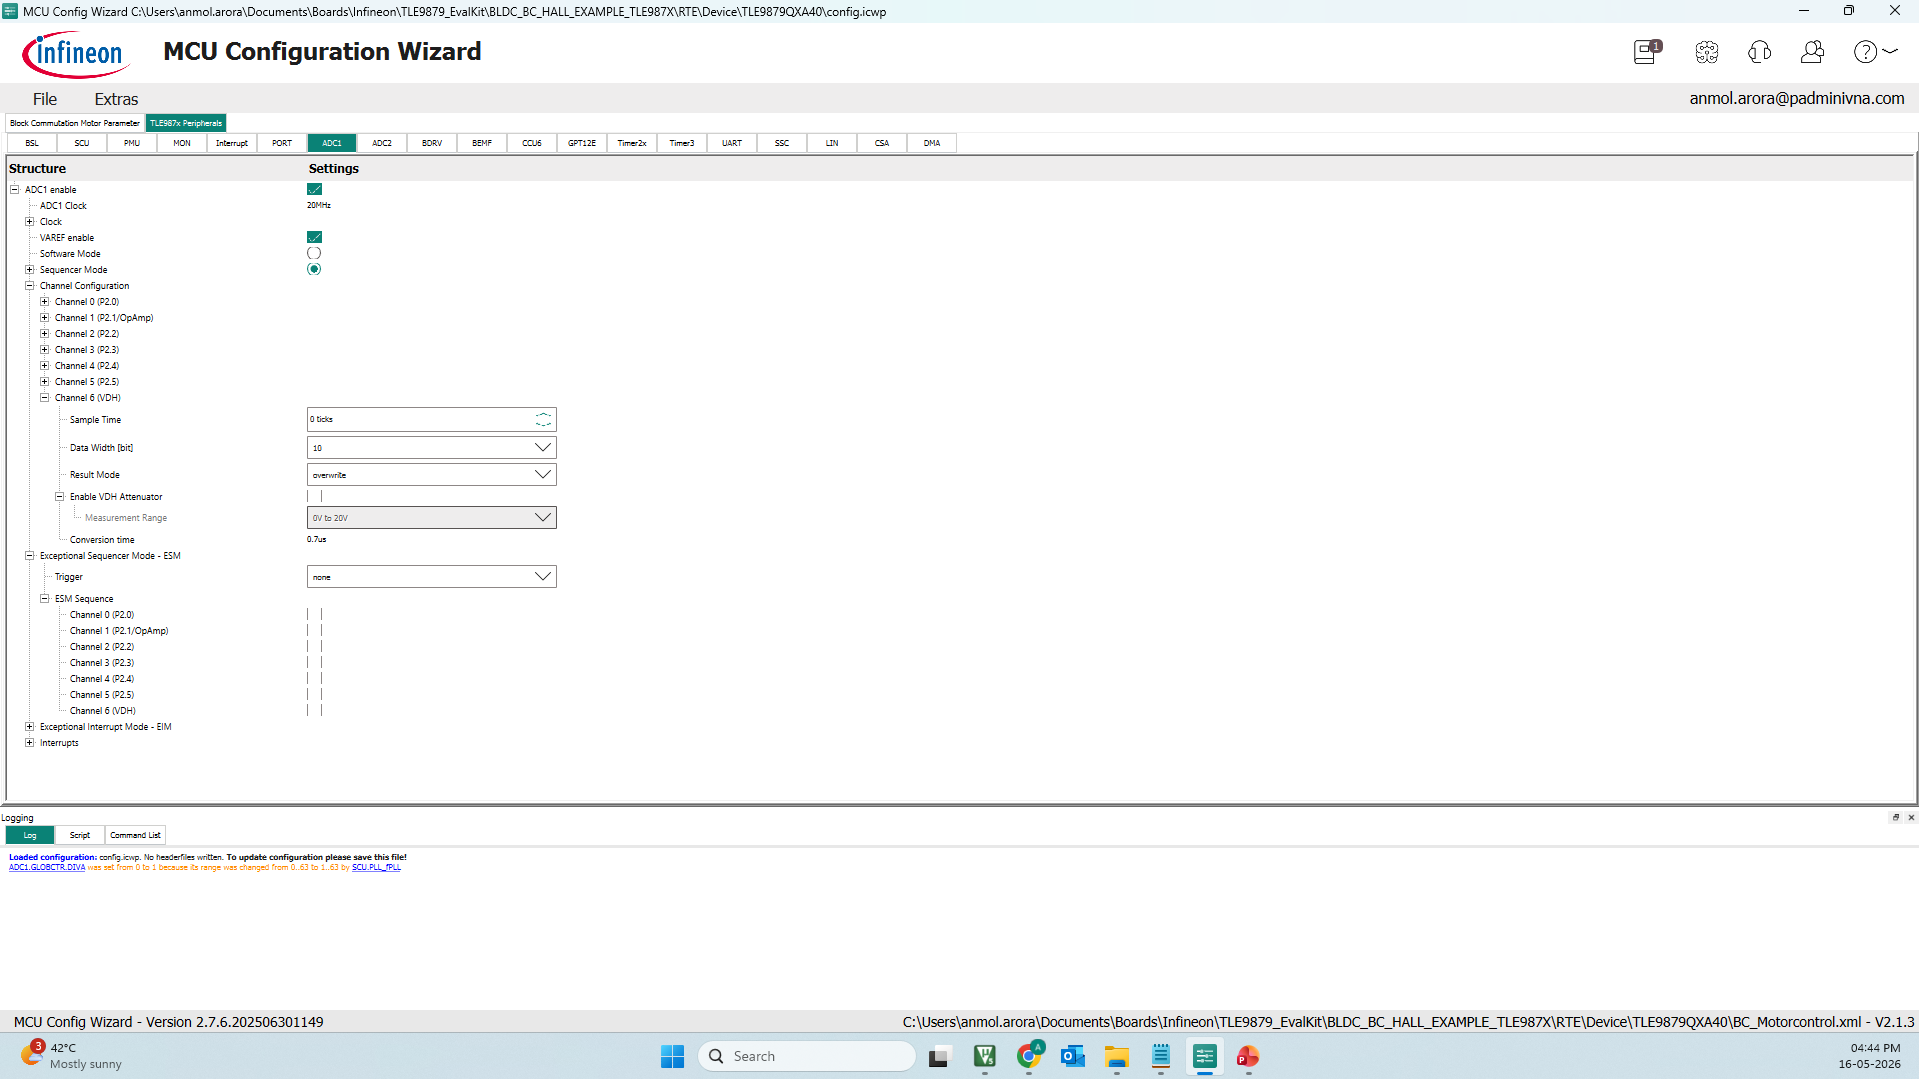 MCU Config Wizard C:\Users\anmol.arora\Documents\Boards\Infineon\TLE9879_EvalKit\BLDC_BC_HALL_EXAMPLE_TLE987X\RTE\Device\TLE9879QXA40\config.icwp
infineon
MCU Configuration Wizard
1
File Extras anmol.arora@padminivna.com
Block Commutation Motor Parameter TLE987x Peripherals
BSL SCU PMU MON Interrupt PORT ADC1 ADC2 BDRV BEMF CCU6 GPT12E Timer2x Timer3 UART SSC LIN CSA DMA
Structure Settings
ADC1 enable
ADC1 Clock 20MHz
Clock
VAREF enable
Software Mode
Sequencer Mode
Channel Configuration
Channel 0 (P2.0)
Channel 1 (P2.1/OpAmp)
Channel 2 (P2.2)
Channel 3 (P2.3)
Channel 4 (P2.4)
Channel 5 (P2.5)
Channel 6 (VDH)
Sample Time 0 ticks
Data Width [bit] 10
Result Mode overwrite
Enable VDH Attenuator
Measurement Range 0V to 20V
Conversion time 0.7us
Exceptional Sequencer Mode - ESM
Trigger none
ESM Sequence
Channel 0 (P2.0)
Channel 1 (P2.1/OpAmp)
Channel 2 (P2.2)
Channel 3 (P2.3)
Channel 4 (P2.4)
Channel 5 (P2.5)
Channel 6 (VDH)
Exceptional Interrupt Mode - EIM
Interrupts
Logging
Log Script Command List
Loaded configuration: config.icwp. No headerfiles written. To update configuration please save this file!
ADC1.GLOBCTR.DIVA was set from 0 to 1 because its range was changed from 0..63 to 1..63 by SCU.PLL_fPLL
MCU Config Wizard - Version 2.7.6.202506301149 C:\Users\anmol.arora\Documents\Boards\Infineon\TLE9879_EvalKit\BLDC_BC_HALL_EXAMPLE_TLE987X\RTE\Device\TLE9879QXA40\BC_Motorcontrol.xml - V2.1.3
3
42°C
Mostly sunny
Search
A
04:44 PM
16-05-2026